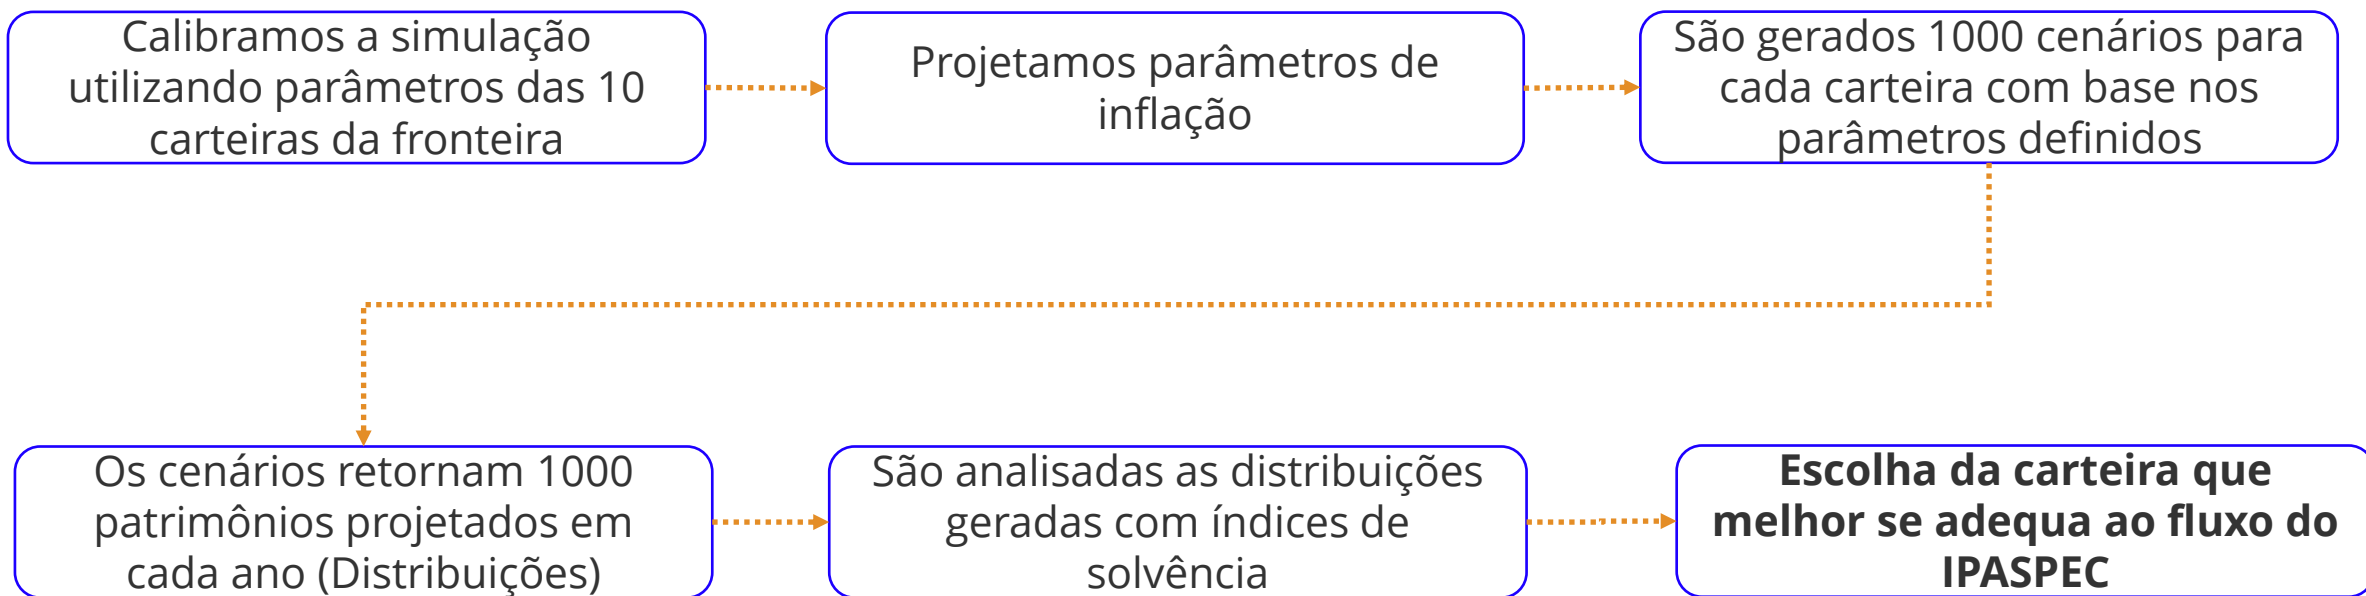 Calibramos a simulação
utilizando parâmetros das 10
carteiras da fronteira
Projetamos parâmetros de
inflação
São gerados 1000 cenários para
cada carteira com base nos
parâmetros definidos
Os cenários retornam 1000
patrimônios projetados em
cada ano (Distribuições)
São analisadas as distribuições
geradas com índices de
solvência
Escolha da carteira que
melhor se adequa ao fluxo do
IPASPEC